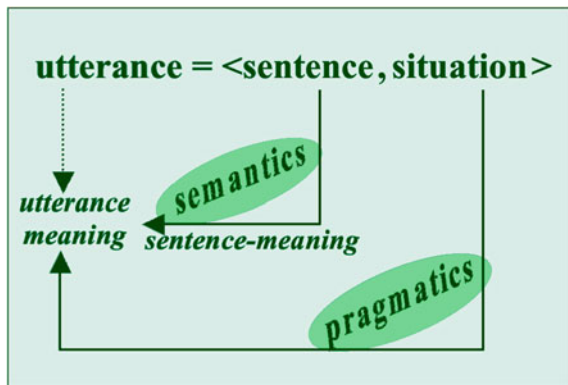 utterance = <sentence, situation>
semantics
utterance
meaning
sentence-meaning
pragmatics